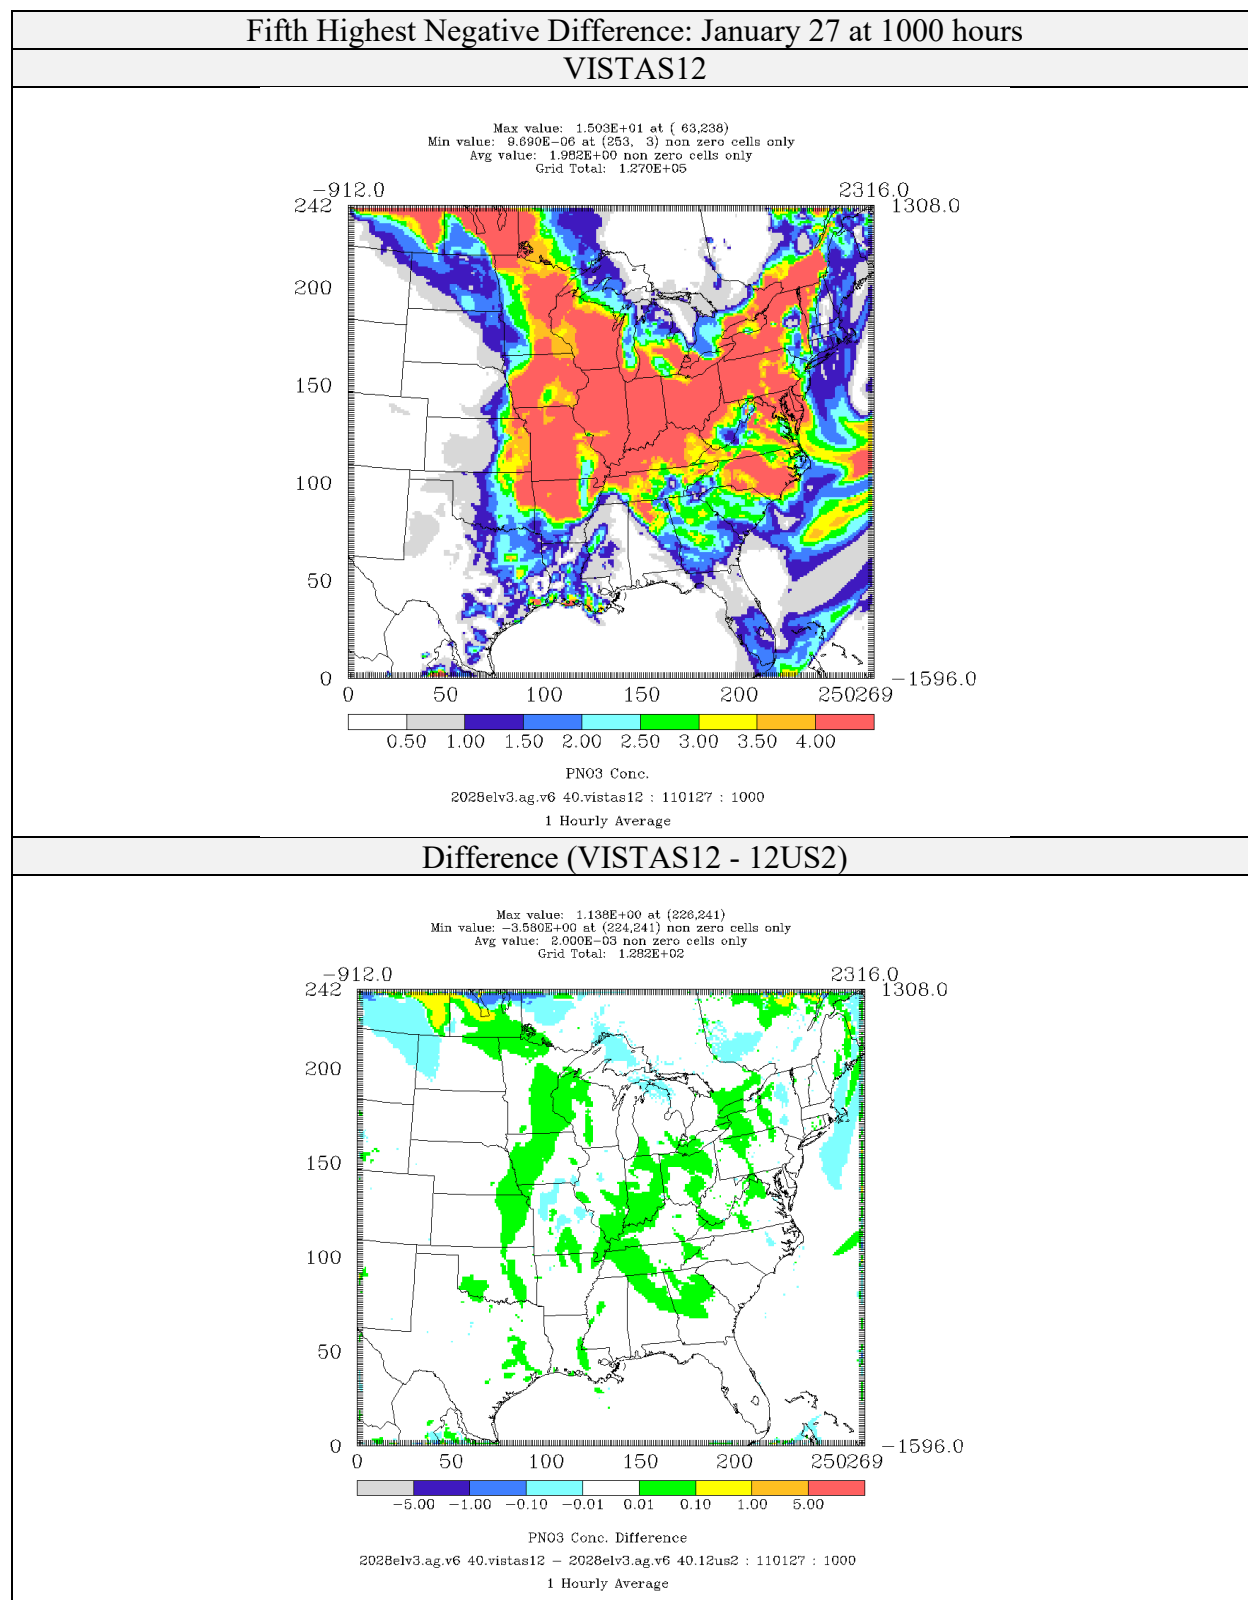 Fifth Highest Negative Difference: January 27 at 1000 hours
VISTAS12
Max value: 1.503E+01 at ( 63,238)
Min value: 9.690E-06 at (253, 3) non zero cells only
Avg value: 1.982E+00 non zero cells only
Grid Total: 1.270E+05
-912.0 2316.0
242 1308.0
200
150
100
50
0 -1596.0
0 50 100 150 200 250269
0.50 1.00 1.50 2.00 2.50 3.00 3.50 4.00
PNO3 Conc.
2028elv3.ag.v6 40.vistas12 : 110127 : 1000
1 Hourly Average
Difference (VISTAS12 - 12US2)
Max value: 1.138E+00 at (226,241)
Min value: -3.580E+00 at (224,241) non zero cells only
Avg value: 2.000E-03 non zero cells only
Grid Total: 1.282E+02
-912.0 2316.0
242 1308.0
200
150
100
50
0 -1596.0
0 50 100 150 200 250269
-5.00 -1.00 -0.10 -0.01 0.01 0.10 1.00 5.00
PNO3 Conc. Difference
2028elv3.ag.v6 40.vistas12 - 2028elv3.ag.v6 40.12us2 : 110127 : 1000
1 Hourly Average